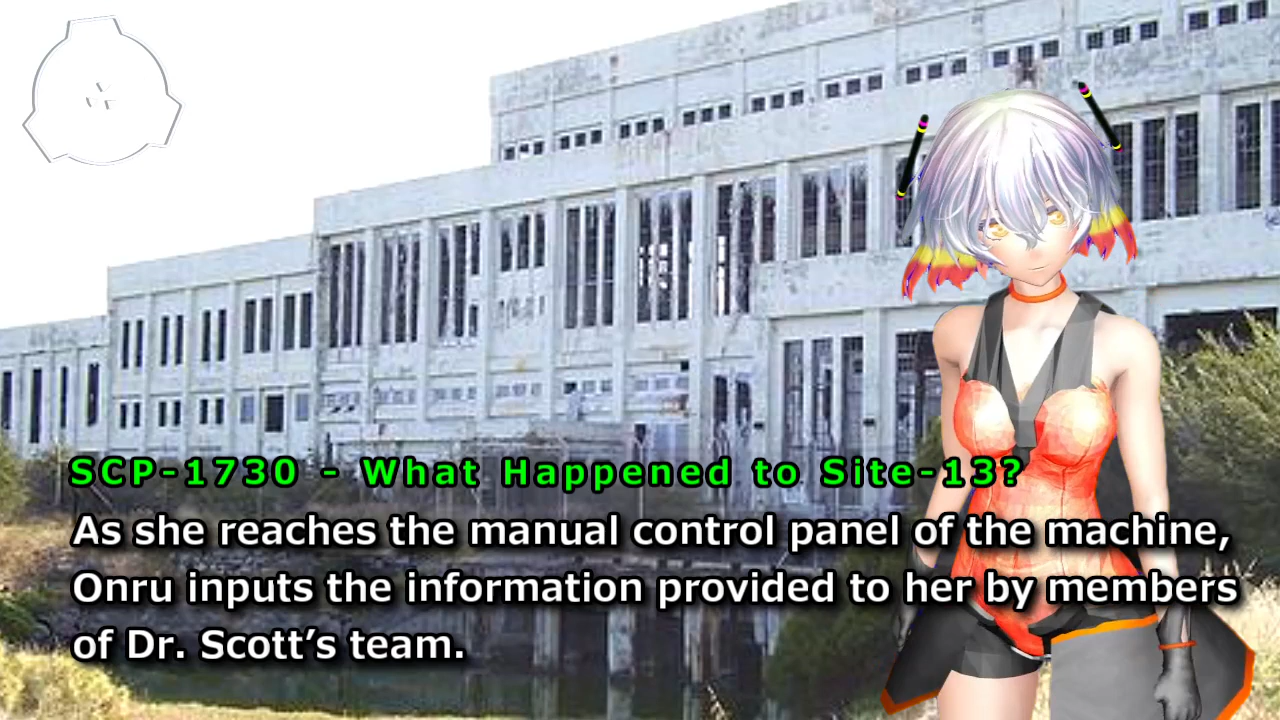 SCP-1730 - What Happened to Site-13?
As she reaches the manual control panel of the machine,
Onru inputs the information provided to her by members
of Dr. Scott’s team.